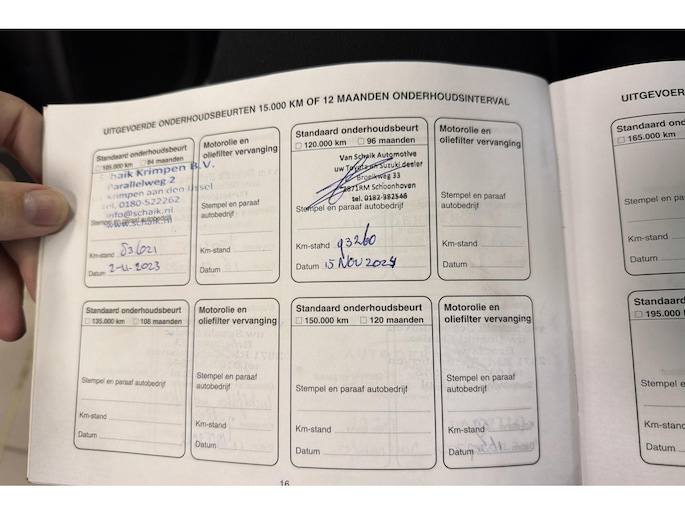 UITGEVOERDE ONDERHOUDSBEURTEN 15.000 KM OF 12 MAANDEN ONDERHOUDSINTERVAL
Standaard onderhoudsbeurt
105.000 km 84 maanden
haik Krimpen B.V.
Parallelweg 2
Krimpen aan den IJssel
tel. 0180-522262
info@schaik.nl
www.schaik.nl
Stempel en paraaf autobedrijf
Km-stand 83621
Datum 2-11-2023
Motorolie en
oliefilter vervanging
Stempel en paraaf
autobedrijf
Km-stand
Datum
Standaard onderhoudsbeurt
120.000 km 96 maanden
Van Schaik Automotive
uw Toyota en Suzuki dealer
Bronkweg 33
2871RM Schoonhoven
tel. 0182-382546
Stempel en paraaf autobedrijf
Km-stand 93260
Datum 15 NOV 2024
Motorolie en
oliefilter vervanging
Stempel en paraaf
autobedrijf
Km-stand
Datum
Standaard onderhoudsbeurt
135.000 km 108 maanden
Stempel en paraaf autobedrijf
Km-stand
Datum
Motorolie en
oliefilter vervanging
Stempel en paraaf
autobedrijf
Km-stand
Datum
Standaard onderhoudsbeurt
150.000 km 120 maanden
Stempel en paraaf autobedrijf
Km-stand
Datum
Motorolie en
oliefilter vervanging
Stempel en paraaf
autobedrijf
Km-stand
Datum
16
UITGEVOER
Standaard ond
165.000 km
Stempel en p
Km-stand
Datum
Standaard
195.000
Stempel e
Km-stand
Datum